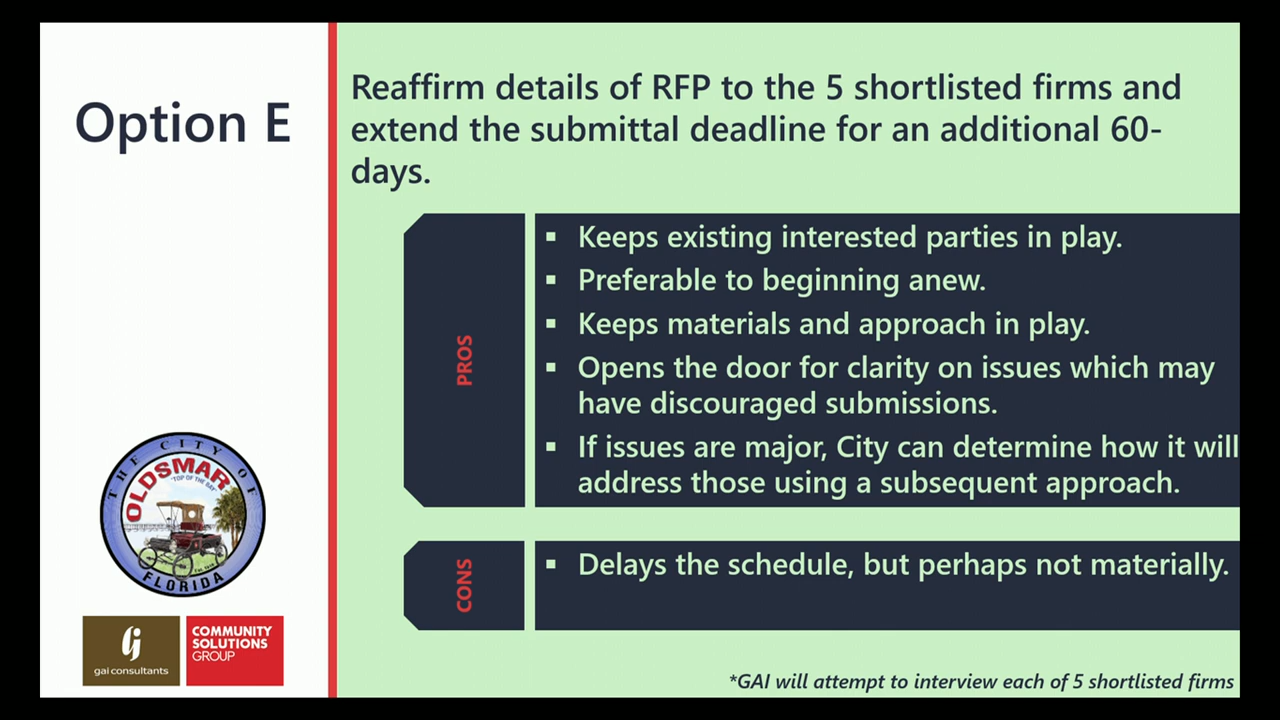 Option E
Reaffirm details of RFP to the 5 shortlisted firms and
extend the submittal deadline for an additional 60-
days.
PROS
▪ Keeps existing interested parties in play.
▪ Preferable to beginning anew.
▪ Keeps materials and approach in play.
▪ Opens the door for clarity on issues which may
have discouraged submissions.
▪ If issues are major, City can determine how it will
address those using a subsequent approach.
CONS
▪ Delays the schedule, but perhaps not materially.
THE CITY OF
OLDSMAR
"TOP OF THE BAY"
FLORIDA
gai consultants
COMMUNITY
SOLUTIONS
GROUP
*GAI will attempt to interview each of 5 shortlisted firms